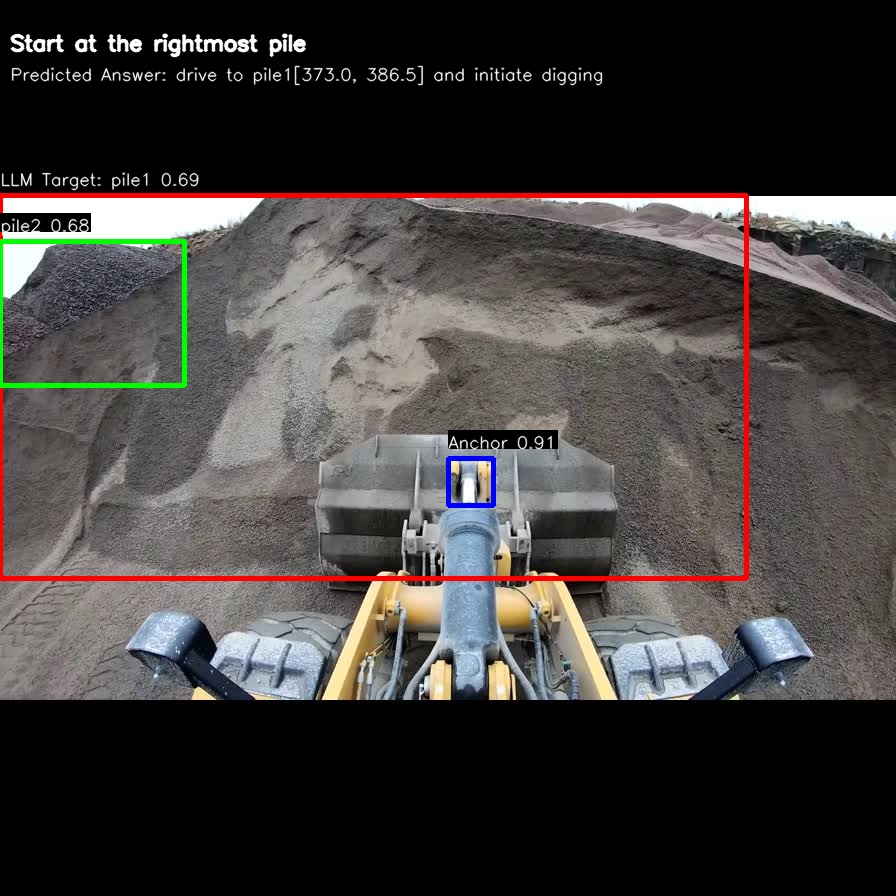 Start at the rightmost pile
Predicted Answer: drive to pile1[373.0, 386.5] and initiate digging
LLM Target: pile1 0.69
pile2 0.68
Anchor 0.91